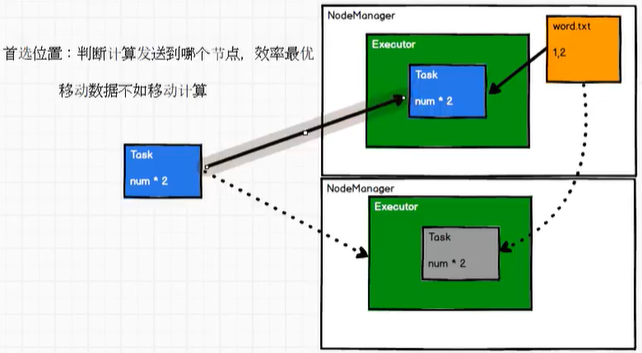 首选位置：判断计算发送到哪个节点，效率最优
移动数据不如移动计算
Task
num * 2
NodeManager
Executor
Task
num * 2
word.txt
1,2
NodeManager
Executor
Task
num * 2